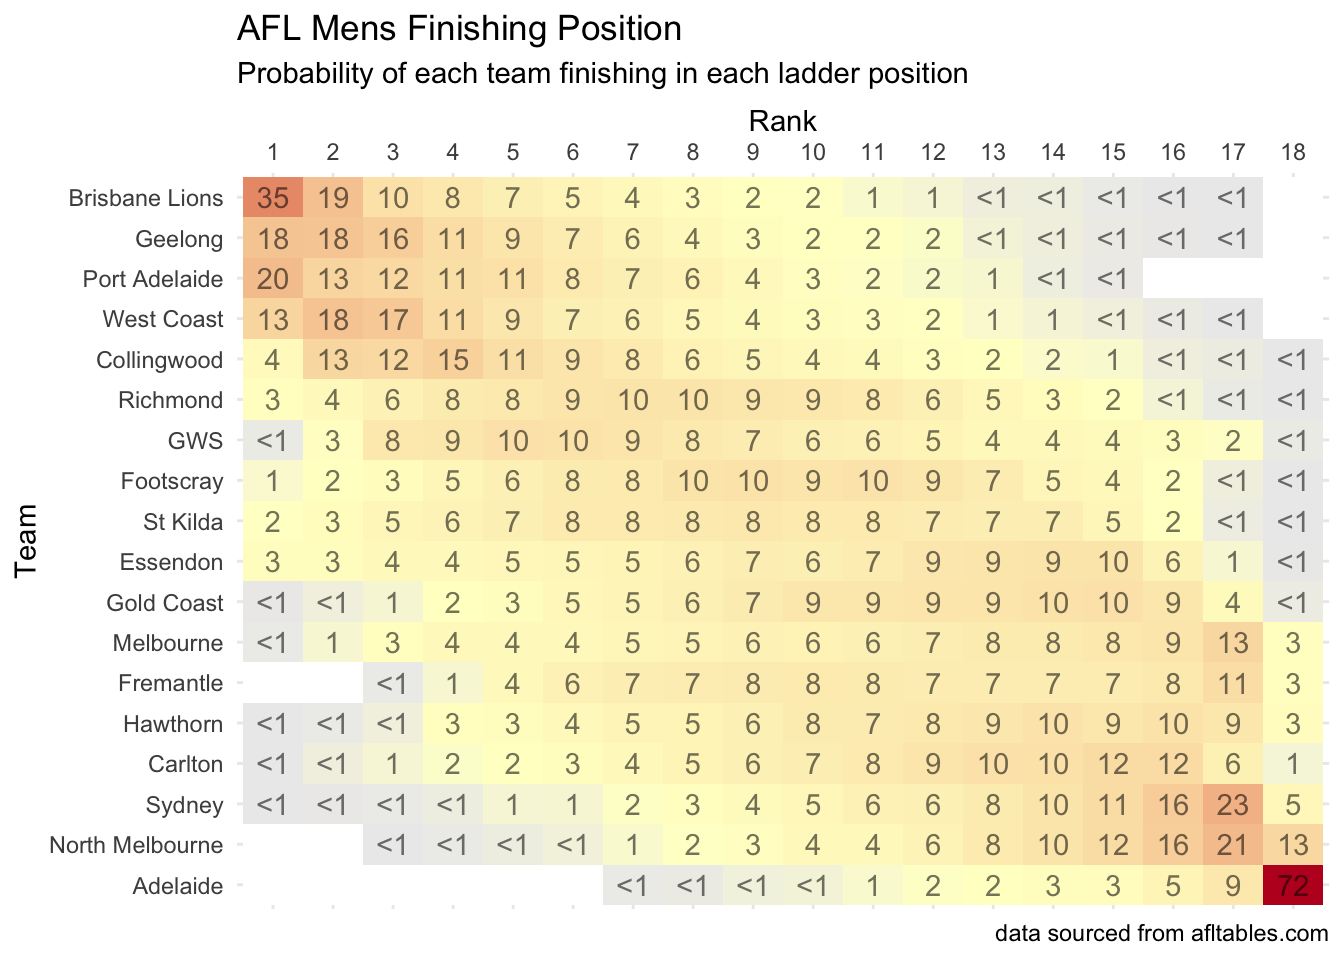 AFL Mens Finishing Position
Probability of each team finishing in each ladder position
Rank
1 2 3 4 5 6 7 8 9 10 11 12 13 14 15 16 17 18
Brisbane Lions 35 19 10 8 7 5 4 3 2 2 1 1 <1 <1 <1 <1 <1
Geelong 18 18 16 11 9 7 6 4 3 2 2 2 <1 <1 <1 <1 <1
Port Adelaide 20 13 12 11 11 8 7 6 4 3 2 2 1 <1 <1
West Coast 13 18 17 11 9 7 6 5 4 3 3 2 1 1 <1 <1 <1
Collingwood 4 13 12 15 11 9 8 6 5 4 4 3 2 2 1 <1 <1 <1
Richmond 3 4 6 8 8 9 10 10 9 9 8 6 5 3 2 <1 <1 <1
GWS <1 3 8 9 10 10 9 8 7 6 6 5 4 4 4 3 2 <1
Footscray 1 2 3 5 6 8 8 10 10 9 10 9 7 5 4 2 <1 <1
St Kilda 2 3 5 6 7 8 8 8 8 8 8 7 7 7 5 2 <1 <1
Essendon 3 3 4 4 5 5 5 6 7 6 7 9 9 9 10 6 1 <1
Gold Coast <1 <1 1 2 3 5 5 6 7 9 9 9 9 10 10 9 4 <1
Melbourne <1 1 3 4 4 4 5 5 6 6 6 7 8 8 8 9 13 3
Fremantle <1 1 4 6 7 7 8 8 8 7 7 7 7 8 11 3
Hawthorn <1 <1 <1 3 3 4 5 5 6 8 7 8 9 10 9 10 9 3
Carlton <1 <1 1 2 2 3 4 5 6 7 8 9 10 10 12 12 6 1
Sydney <1 <1 <1 <1 1 1 2 3 4 5 6 6 8 10 11 16 23 5
North Melbourne <1 <1 <1 <1 1 2 3 4 4 6 8 10 12 16 21 13
Adelaide <1 <1 <1 <1 1 2 2 3 3 5 9 72
Team
data sourced from afltables.com